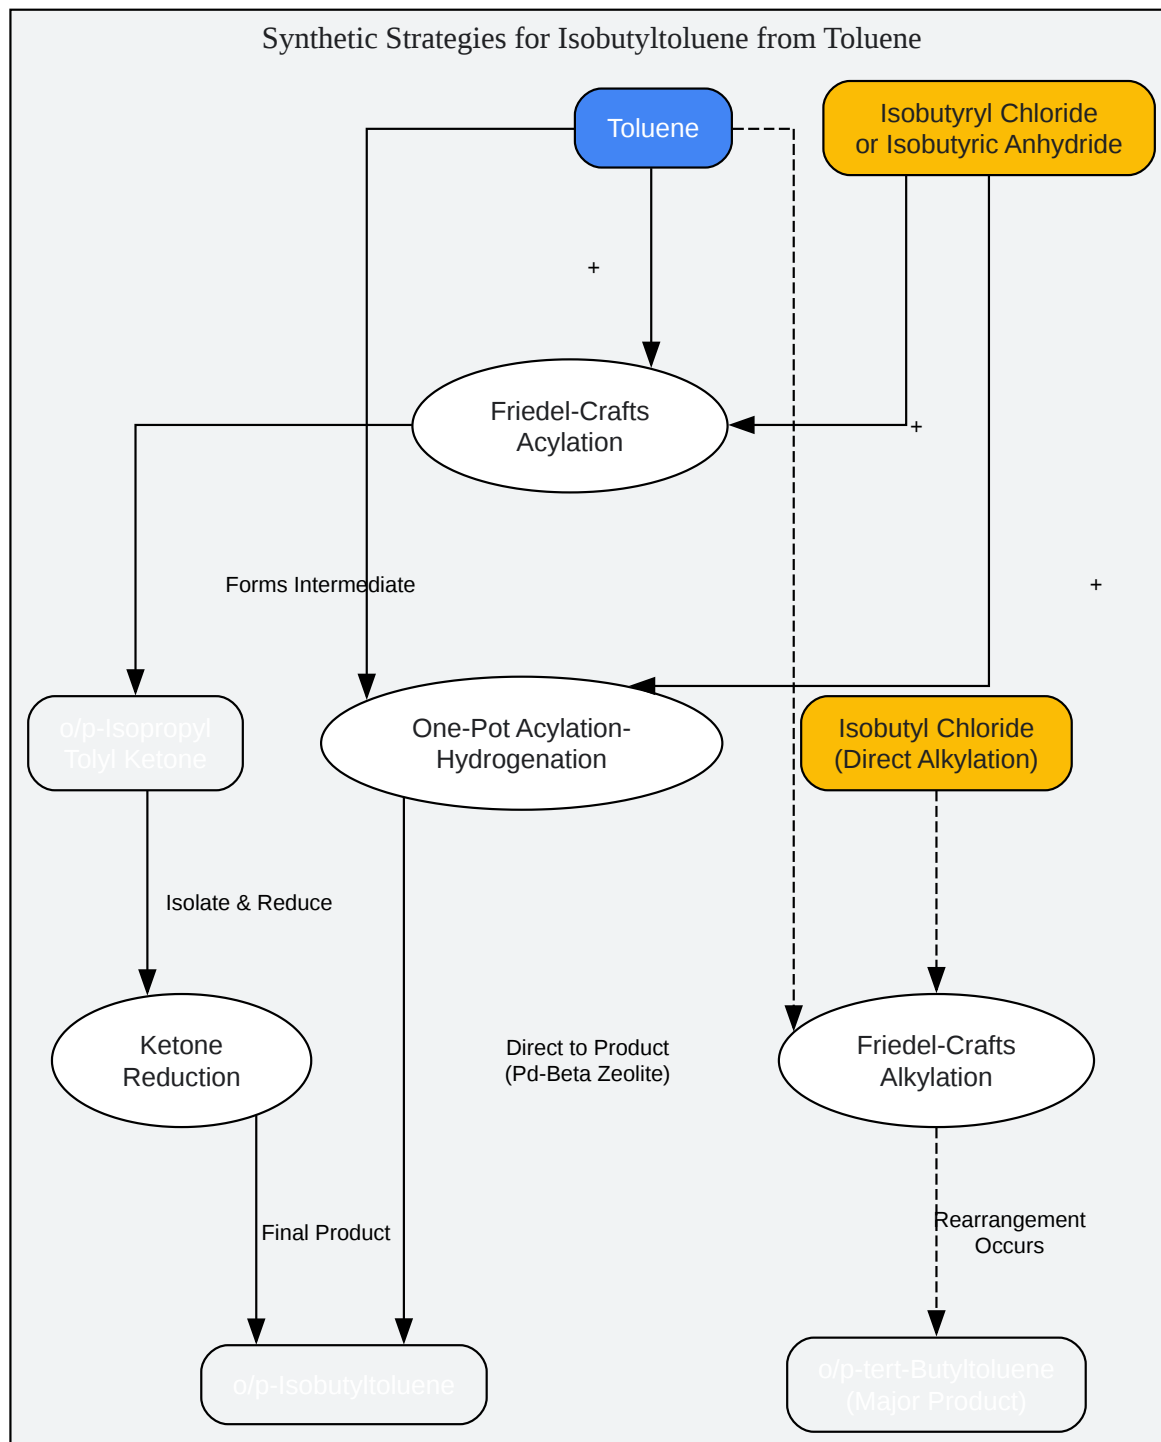 Synthetic Strategies for Isobutyltoluene from Toluene
Toluene
Isobutyryl Chloride
or Isobutyric Anhydride
+
Friedel-Crafts
Acylation
+
Forms Intermediate
+
o/p-Isopropyl
Tolyl Ketone
One-Pot Acylation-
Hydrogenation
Isobutyl Chloride
(Direct Alkylation)
Isolate & Reduce
Ketone
Reduction
Direct to Product
(Pd-Beta Zeolite)
Friedel-Crafts
Alkylation
Final Product
Rearrangement
Occurs
o/p-Isobutyltoluene
o/p-tert-Butyltoluene
(Major Product)